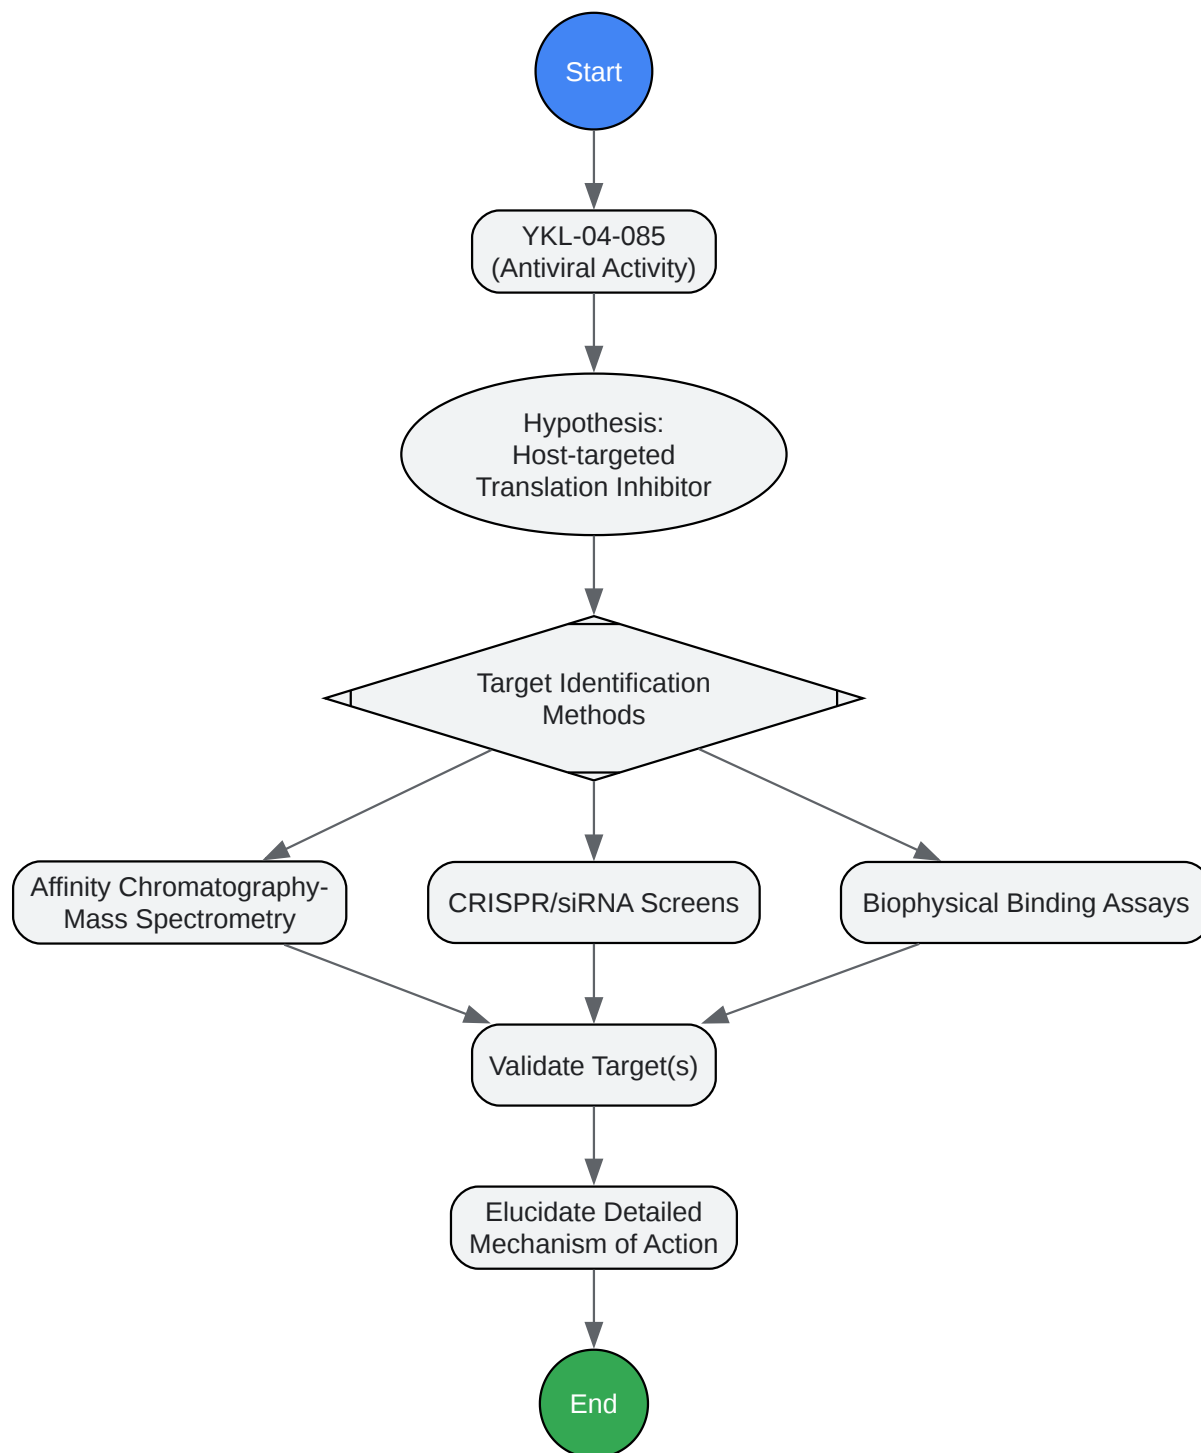 Start
YKL-04-085
(Antiviral Activity)
Hypothesis:
Host-targeted
Translation Inhibitor
Target Identification
Methods
Affinity Chromatography-
Mass Spectrometry
CRISPR/siRNA Screens
Biophysical Binding Assays
Validate Target(s)
Elucidate Detailed
Mechanism of Action
End